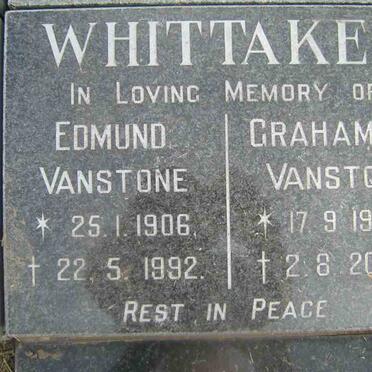 WHITTAKE
IN LOVING MEMORY OF
EDMUND GRAHAM
VANSTONE VANSTO
* 25.1.1906. * 17 9 19
† 22.5.1992. † 2.8.20
REST IN PEACE